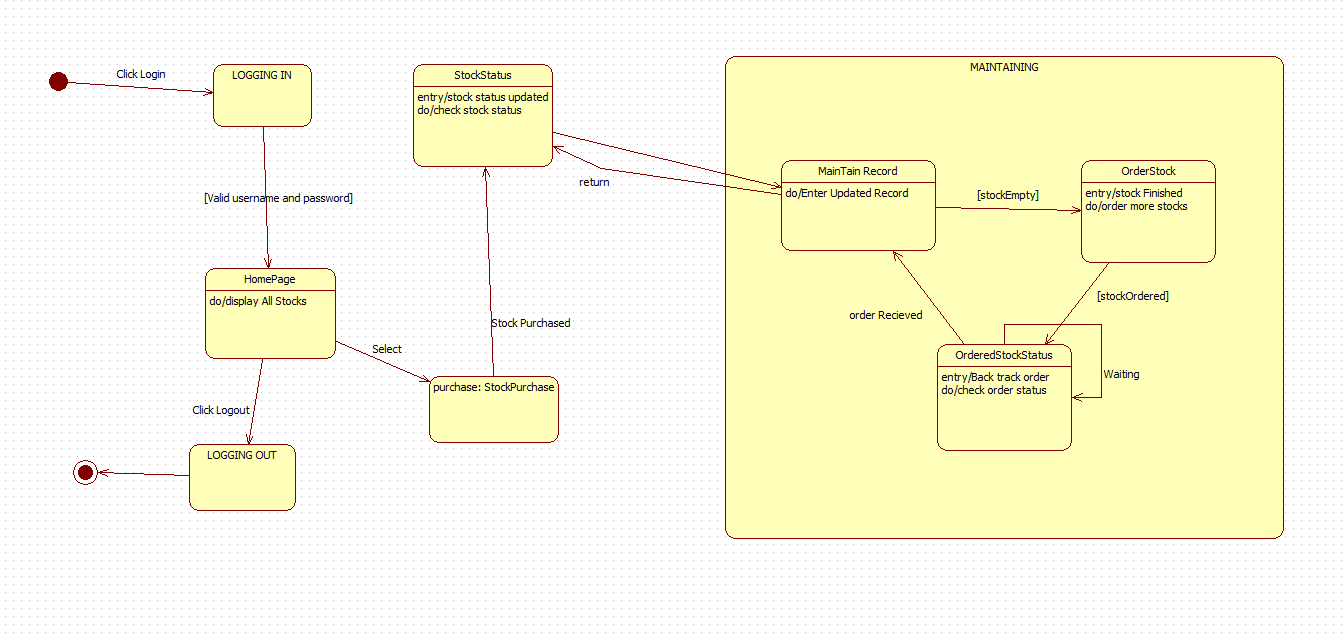 Click Login
LOGGING IN
[Valid username and password]
HomePage
do/display All Stocks
Select
Click Logout
LOGGING OUT
StockStatus
entry/stock status updated
do/check stock status
return
Stock Purchased
purchase: StockPurchase
MAINTAINING
MainTain Record
do/Enter Updated Record
[stockEmpty]
OrderStock
entry/stock Finished
do/order more stocks
[stockOrdered]
order Recieved
OrderedStockStatus
entry/Back track order
do/check order status
Waiting